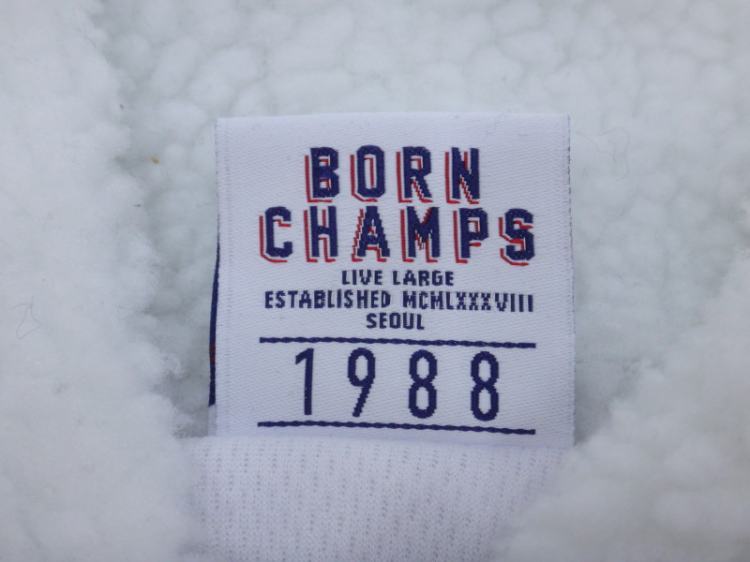 BORN
CHAMPS
LIVE LARGE
ESTABLISHED MCMLXXXVIII
SEOUL
1988